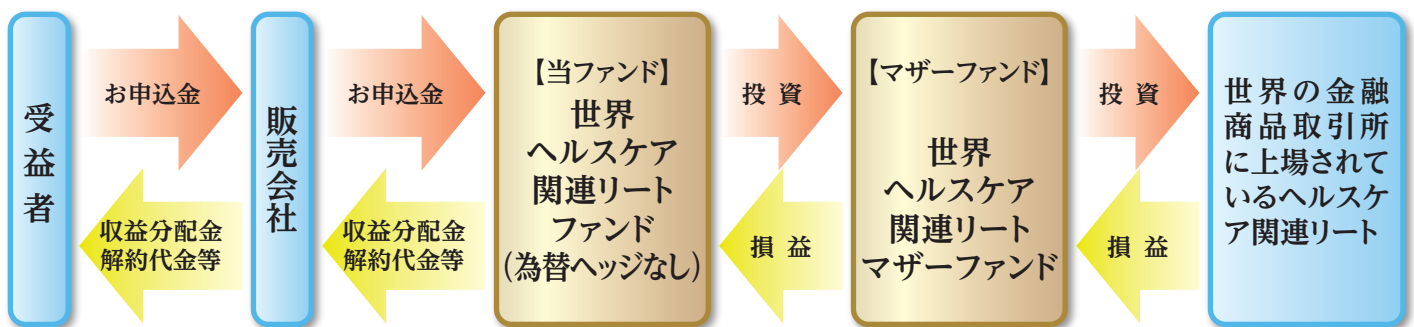 受益者
お申込金
収益分配金
解約代金等
販売会社
お申込金
収益分配金
解約代金等
【当ファンド】
世界
ヘルスケア
関連リート
ファンド
(為替ヘッジなし)
投 資
損 益
【マザーファンド】
世界
ヘルスケア
関連リート
マザーファンド
投 資
損 益
世界の金融
商品取引所
に上場されて
いるヘルスケ
ア関連リート